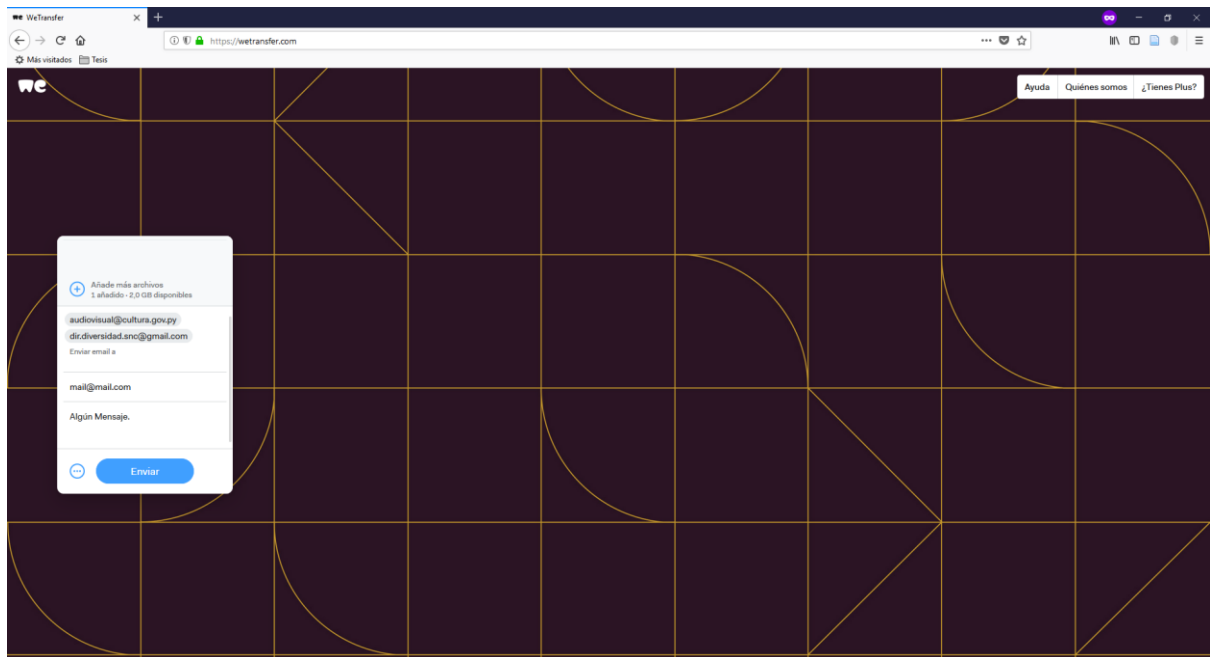 we WeTransfer
https://wetransfer.com
Más visitados Tesis
we
Ayuda Quiénes somos ¿Tienes Plus?
Añade más archivos
1 añadido · 2,0 GB disponibles
audiovisual@cultura.gov.py
dir.diversidad.snc@gmail.com
Enviar email a
mail@mail.com
Algún Mensaje.
Enviar